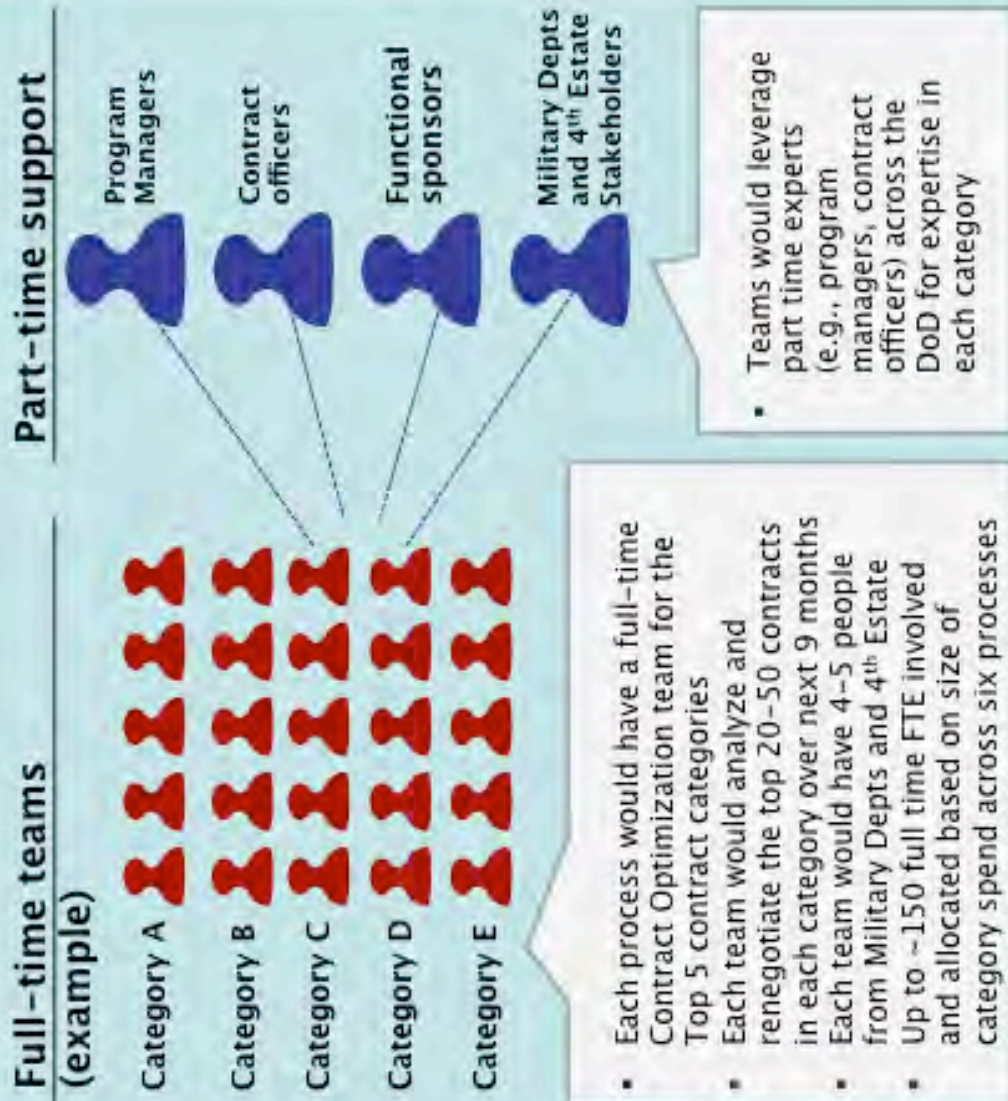 Full-time teams
(example)
Category A
Category B
Category C
Category D
Category E
▪ Each process would have a full-time
Contract Optimization team for the
Top 5 contract categories
▪ Each team would analyze and
renegotiate the top 20-50 contracts
in each category over next 9 months
▪ Each team would have 4-5 people
from Military Depts and 4th Estate
▪ Up to ~150 full time FTE involved
and allocated based on size of
category spend across six processes
Part-time support
Program
Managers
Contract
officers
Functional
sponsors
Military Depts
and 4th Estate
Stakeholders
▪ Teams would leverage
part time experts
(e.g., program
managers, contract
officers) across the
DoD for expertise in
each category